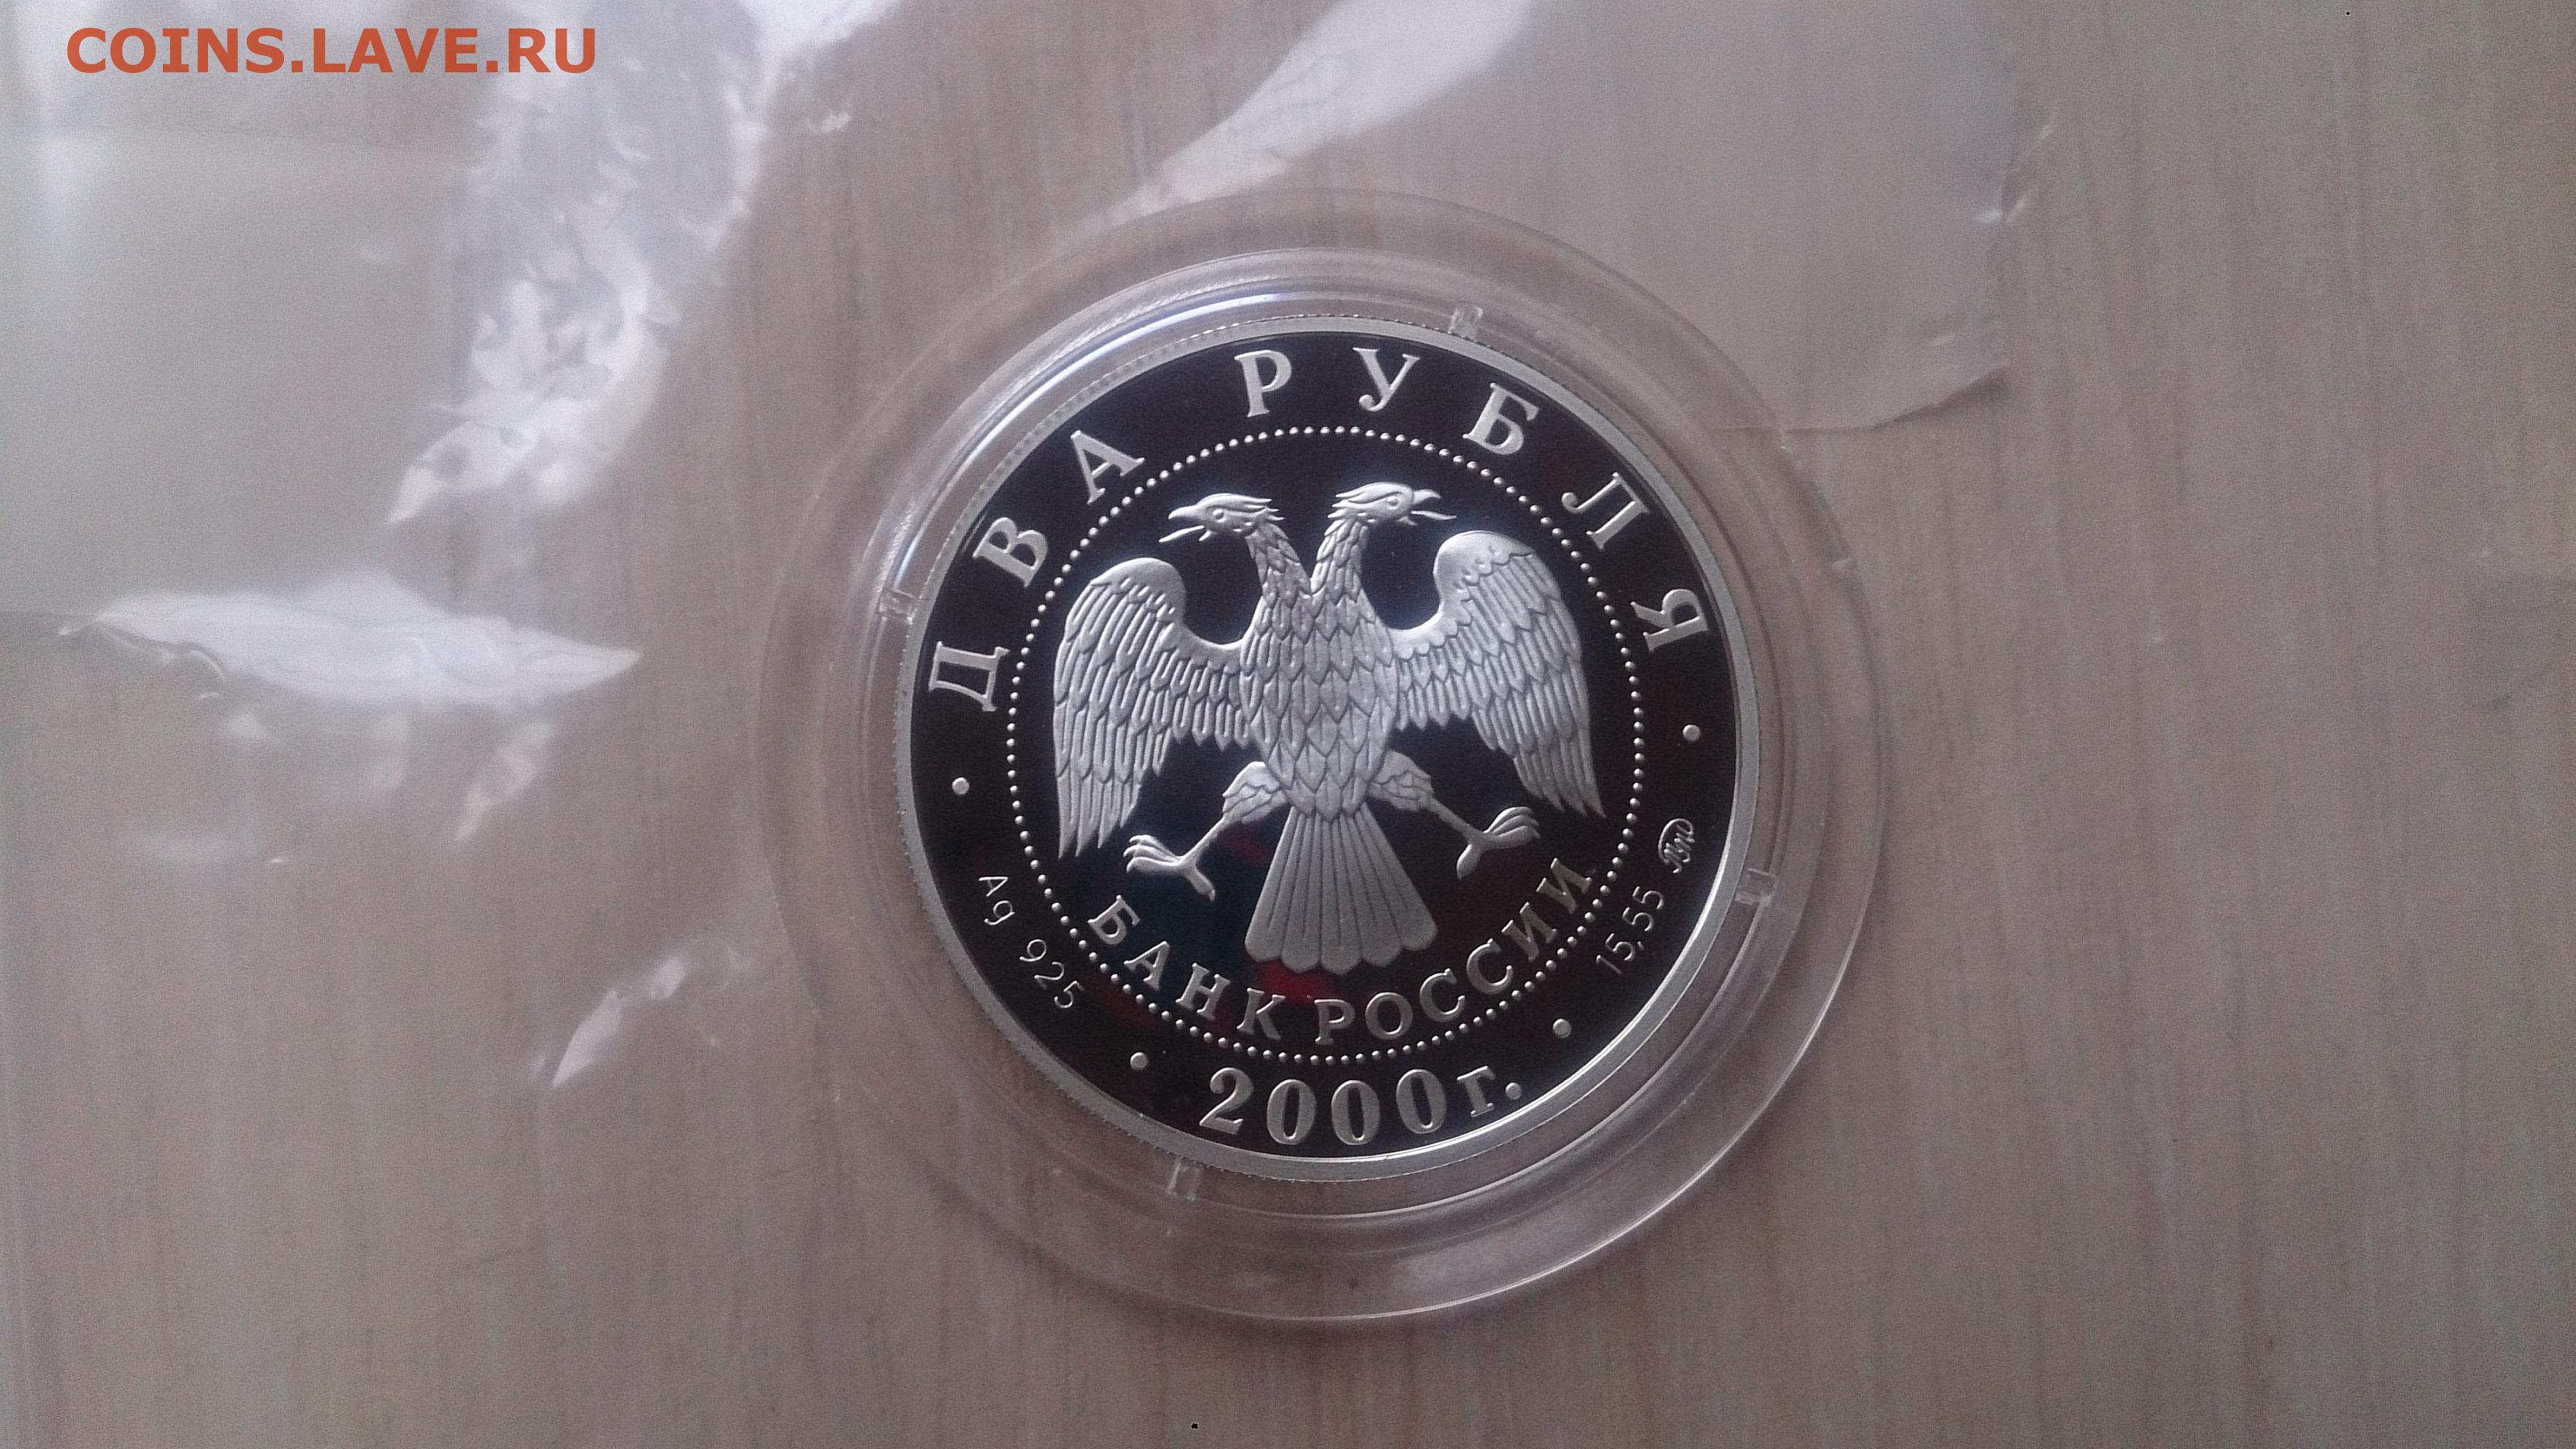 COINS.LAVE.RU
ДВА РУБЛЯ
БАНК РОССИИ
Ag 925
15,55
2000г.